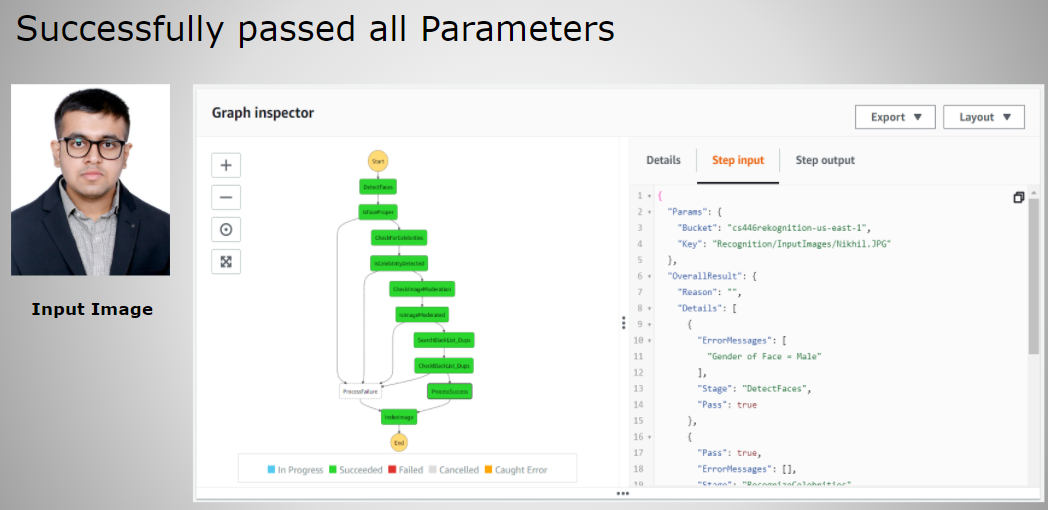 Successfully passed all Parameters
Input Image
Graph inspector
Export ▼
Layout ▼
Start
DetectFaces
IsFaceProper
CheckForCelebrities
IsCelebrityDetected
CheckImageModeration
IsImageModerated
SearchBlackList_Dups
CheckBlackList_Dups
ProcessFailure
ProcessSuccess
IndexImage
End
In Progress Succeeded Failed Cancelled Caught Error
Details Step input Step output
1 {
2 "Params": {
3 "Bucket": "cs446rekognition-us-east-1",
4 "Key": "Recognition/InputImages/Nikhil.JPG"
5 },
6 "OverallResult": {
7 "Reason": "",
8 "Details": [
9 {
10 "ErrorMessages": [
11 "Gender of Face = Male"
12 ],
13 "Stage": "DetectFaces",
14 "Pass": true
15 },
16 {
17 "Pass": true,
18 "ErrorMessages": [],
19 "Stage": "RecognizeCelebrities"